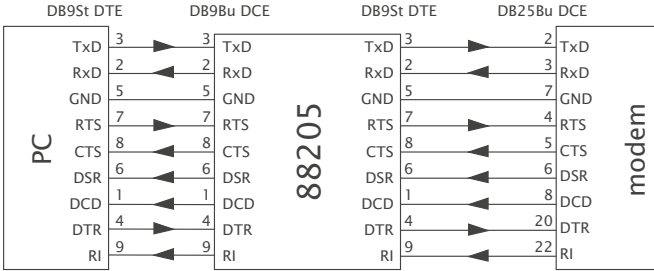 DB9St DTE DB9Bu DCE DB9St DTE DB25Bu DCE
TxD 3 3 TxD TxD 3 2 TxD
RxD 2 2 RxD RxD 2 3 RxD
GND 5 5 GND GND 5 7 GND
RTS 7 7 RTS RTS 7 4 RTS
CTS 8 8 CTS CTS 8 5 CTS
DSR 6 6 DSR DSR 6 6 DSR
DCD 1 1 DCD DCD 1 8 DCD
DTR 4 4 DTR DTR 4 20 DTR
RI 9 9 RI RI 9 22 RI
PC
88205
modem